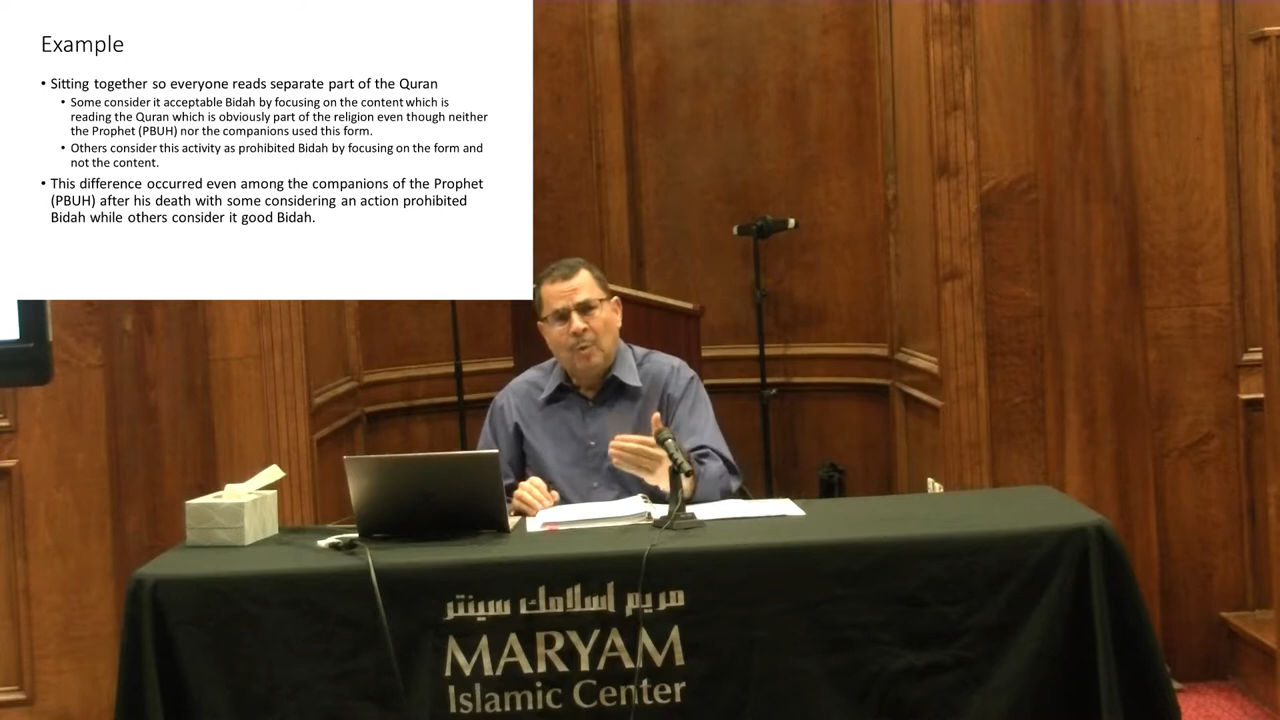 Example
• Sitting together so everyone reads separate part of the Quran
• Some consider it acceptable Bidah by focusing on the content which is
reading the Quran which is obviously part of the religion even though neither
the Prophet (PBUH) nor the companions used this form.
• Others consider this activity as prohibited Bidah by focusing on the form and
not the content.
• This difference occurred even among the companions of the Prophet
(PBUH) after his death with some considering an action prohibited
Bidah while others consider it good Bidah.
مريم اسلامك سينتر
MARYAM
Islamic Center